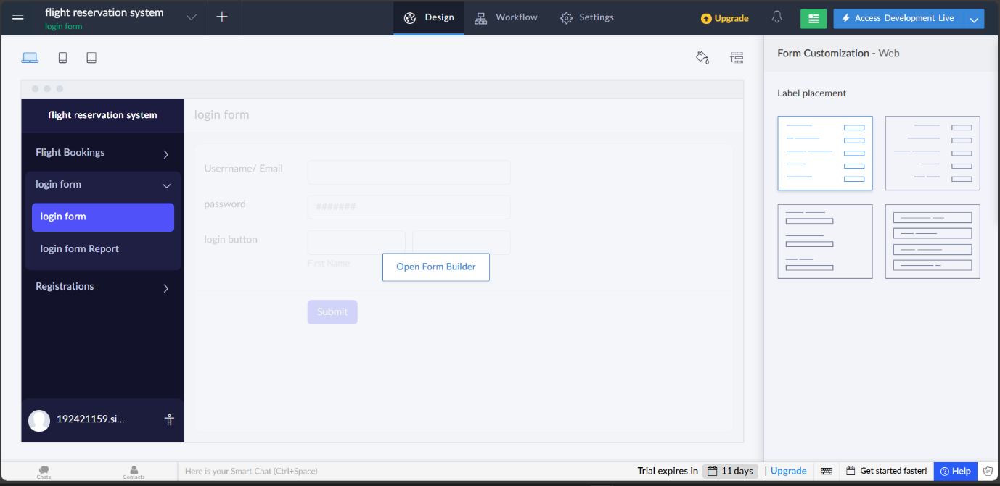 flight reservation system
login form
Design
Workflow
Settings
Upgrade
Access Development Live
Form Customization - Web
Label placement
flight reservation system
Flight Bookings
login form
login form
login form Report
Registrations
192421159.si...
login form
Userrname/ Email
password
#######
login button
First Name
Open Form Builder
Submit
Chats
Contacts
Here is your Smart Chat (Ctrl+Space)
Trial expires in 11 days | Upgrade
Get started faster!
Help